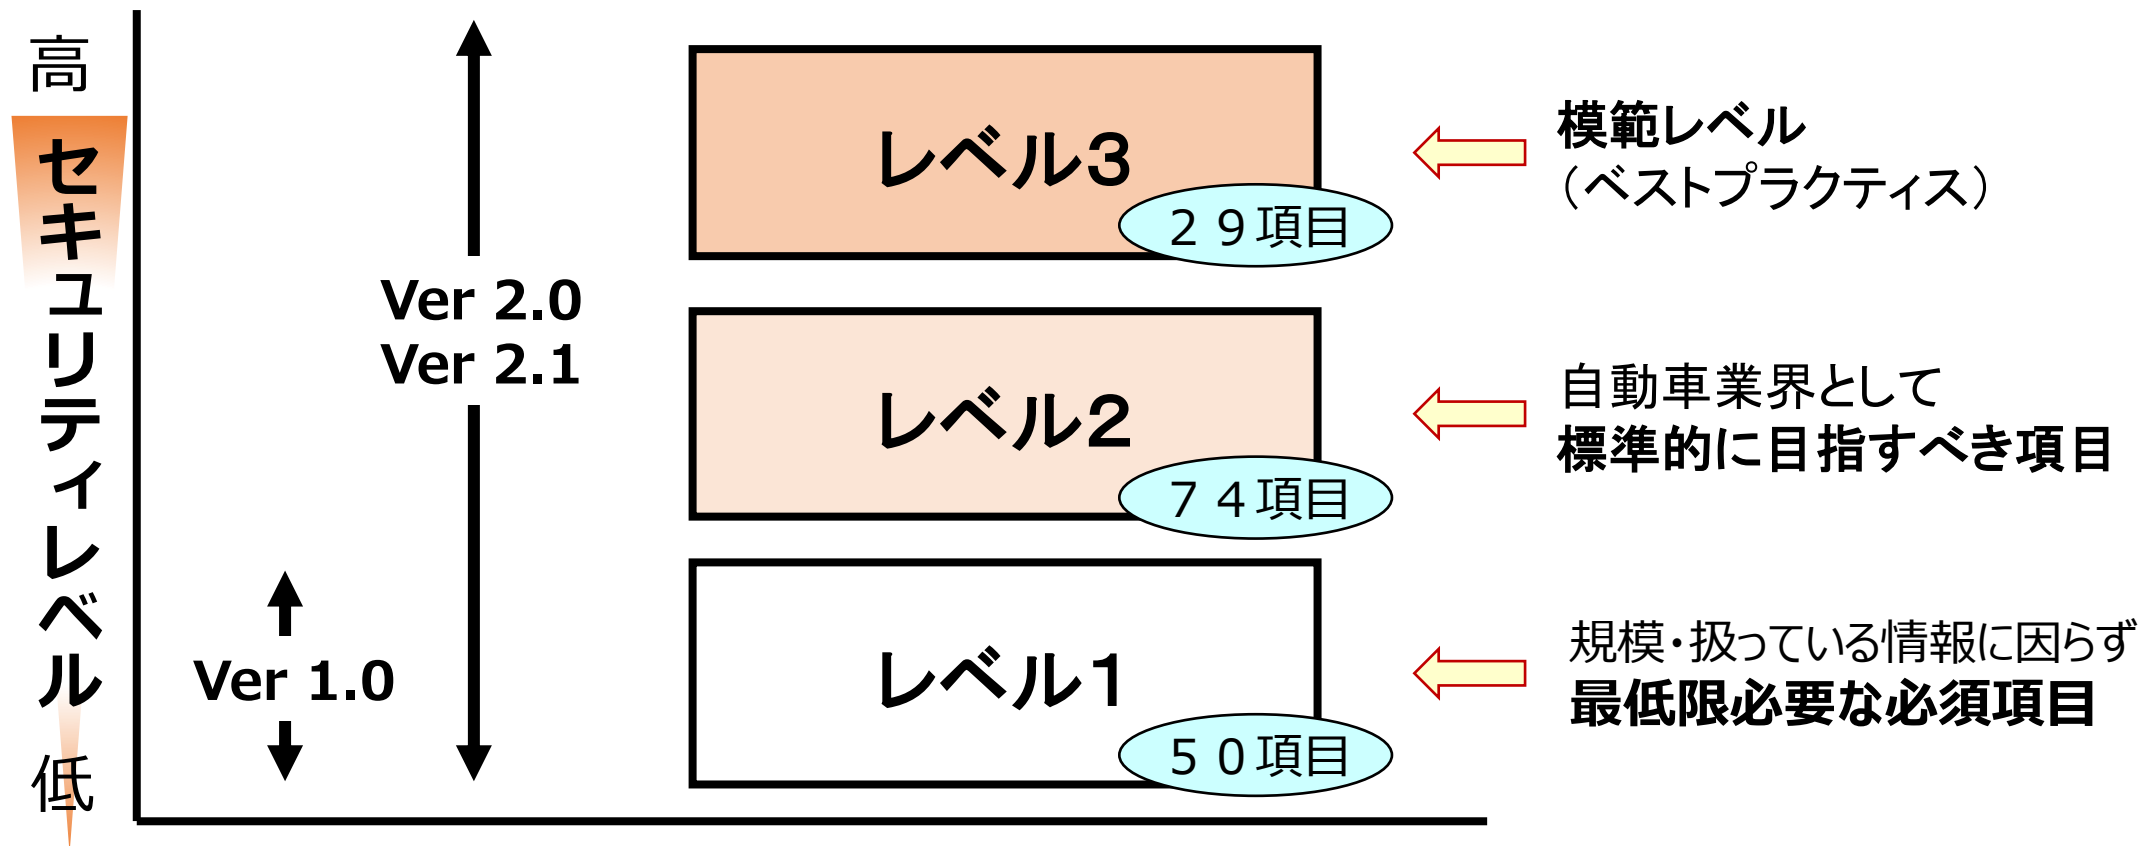 高
セキュリティレベル
低
Ver 2.0
Ver 2.1
Ver 1.0
レベル３
２９項目
模範レベル
（ベストプラクティス）
レベル２
７４項目
自動車業界として
標準的に目指すべき項目
レベル１
５０項目
規模・扱っている情報に因らず
最低限必要な必須項目